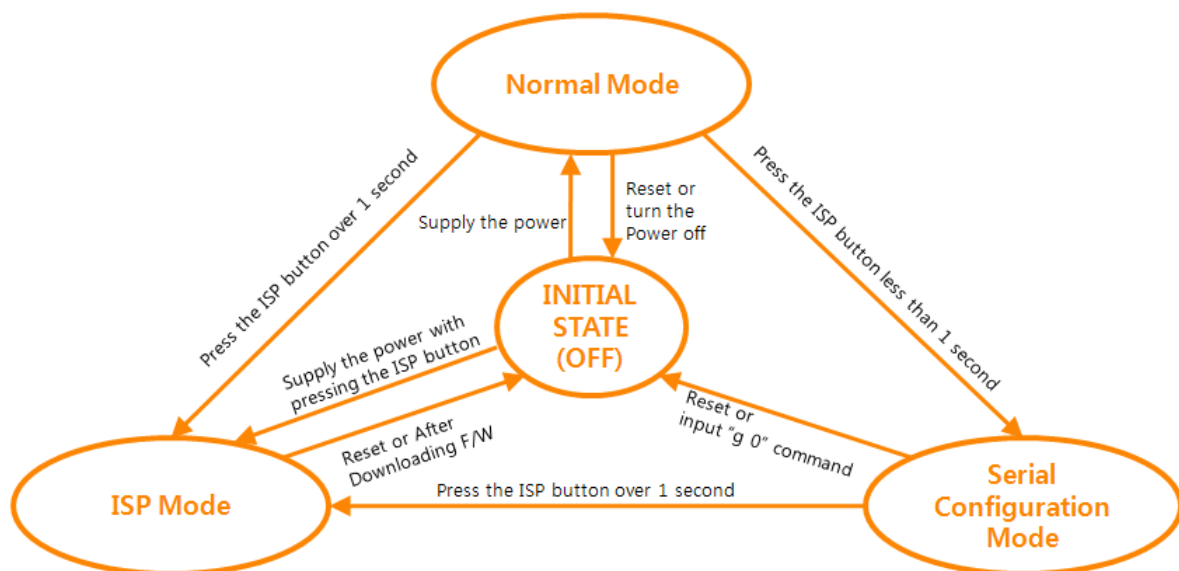 Normal Mode
Press the ISP button over 1 second
Supply the power
Reset or
turn the
Power off
Press the ISP button less than 1 second
INITIAL
STATE
(OFF)
Supply the power with
pressing the ISP button
Reset or After
Downloading F/W
Reset or
input “g 0” command
ISP Mode
Press the ISP button over 1 second
Serial
Configuration
Mode